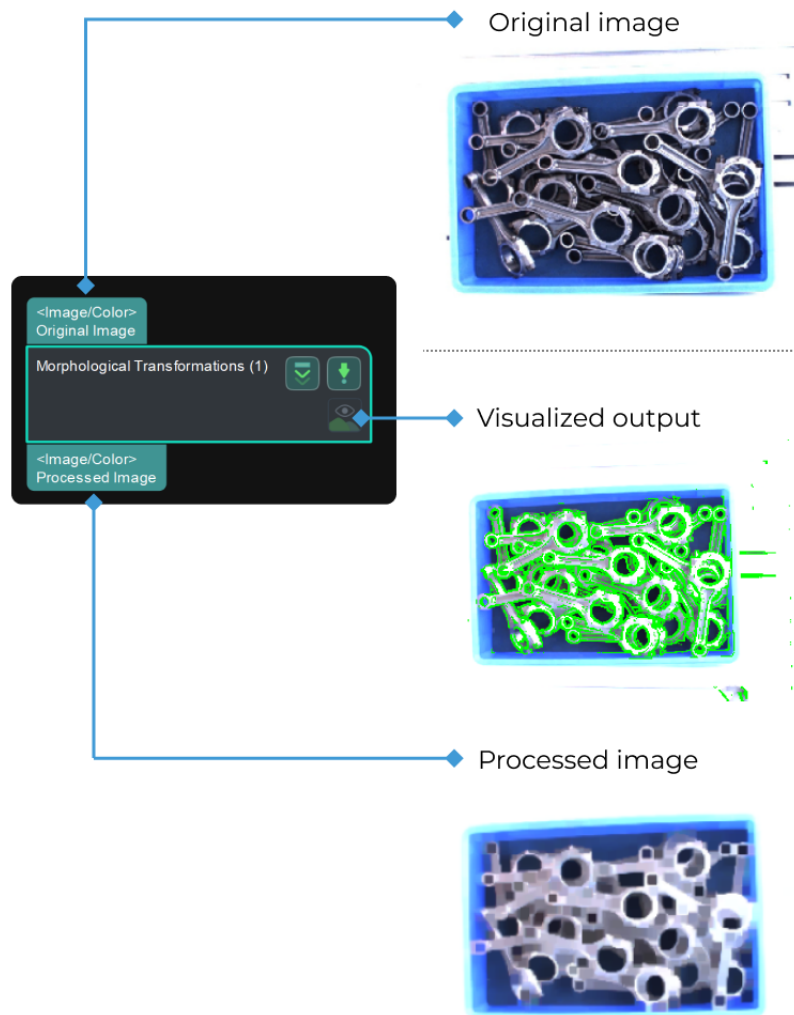 Original image
<Image/Color>
Original Image
Morphological Transformations (1)
Visualized output
<Image/Color>
Processed Image
Processed image